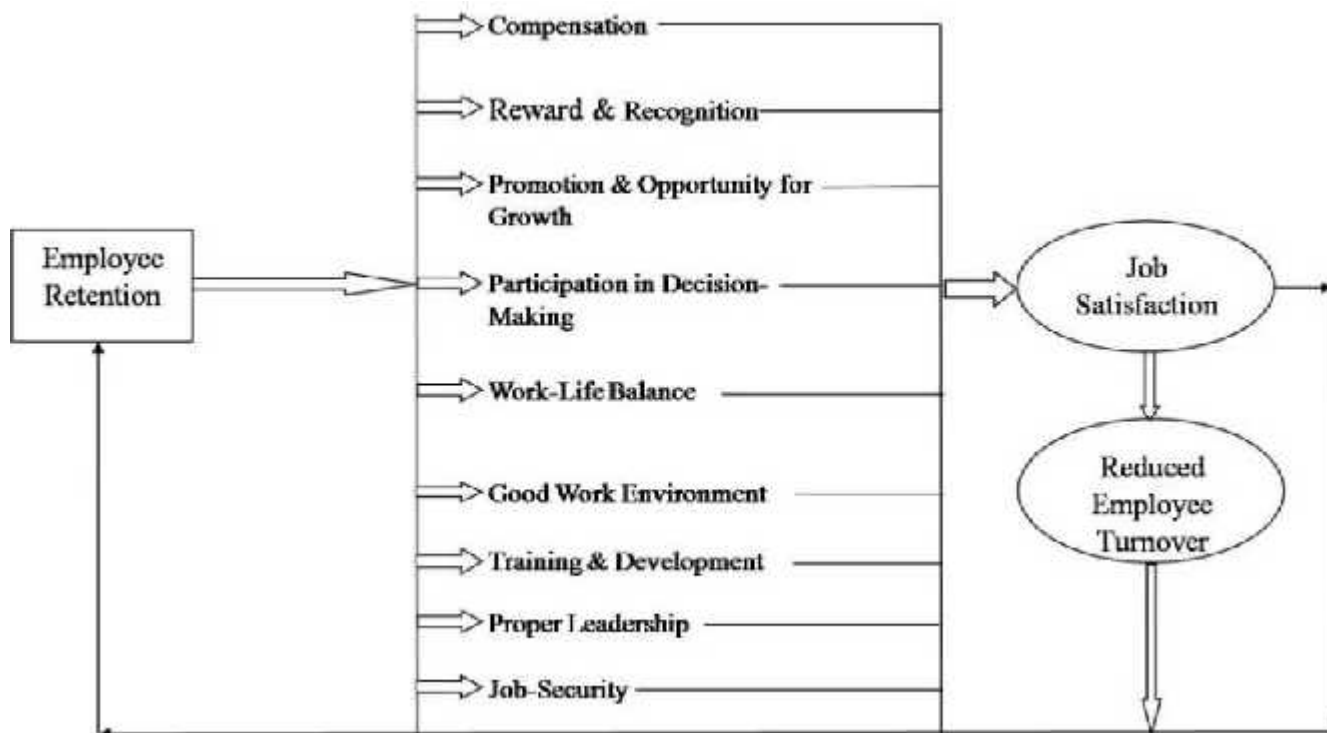 Compensation
Reward & Recognition
Promotion & Opportunity for
Growth
Employee
Retention
Participation in Decision-
Making
Job
Satisfaction
Work-Life Balance
Good Work Environment
Reduced
Employee
Turnover
Training & Development
Proper Leadership
Job-Security